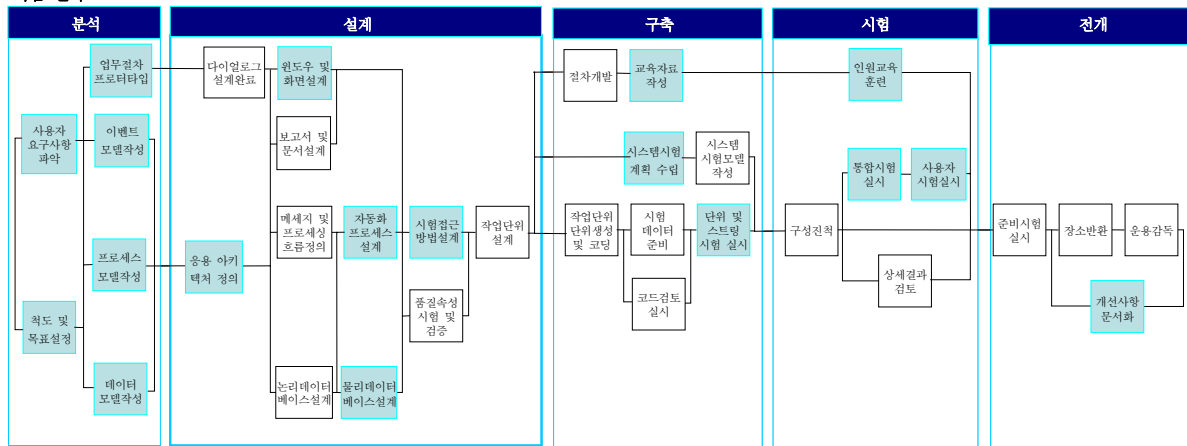 분석
설계
구축
시험
전개
업무절차
프로터타입
사용자
요구사항
파악
이벤트
모델작성
프로세스
모델작성
척도 및
목표설정
데이터
모델작성
다이얼로그
설계완료
윈도우 및
화면설계
보고서 및
문서설계
응용 아키
텍처 정의
메세지 및
프로세싱
흐름정의
자동화
프로세스
설계
시험접근
방법설계
작업단위
설계
품질속성
시험 및
검증
논리데이터
베이스설계
물리데이터
베이스설계
절차개발
교육자료
작성
시스템시험
계획 수립
시스템
시험모델
작성
작업단위
단위생성
및 코딩
시험
데이터
준비
단위 및
스트링
시험 실시
코드검토
실시
인원교육
훈련
통합시험
실시
사용자
시험실시
구성진척
상세결과
검토
준비시험
실시
장소반환
운용감독
개선사항
문서화